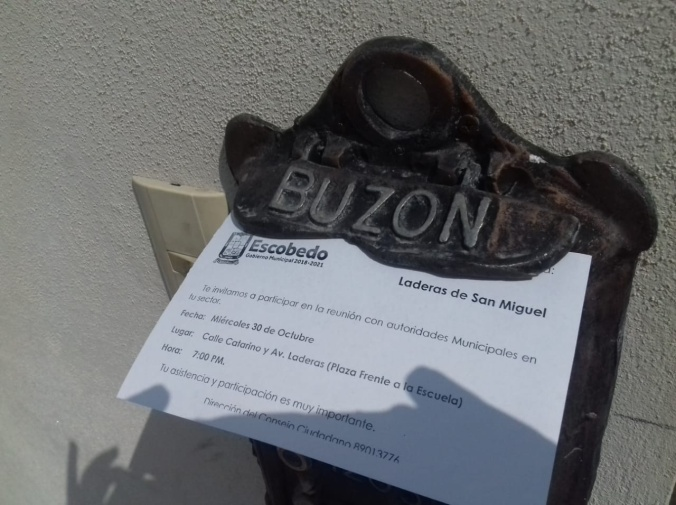 BUZON
Escobedo
Gobierno Municipal 2018-2021
Laderas de San Miguel
Te invitamos a participar en la reunión con autoridades Municipales en
tu sector.
Fecha: Miércoles 30 de Octubre
Lugar: Calle Catarino y Av. Laderas (Plaza Frente a la Escuela)
Hora: 7:00 PM.
Tu asistencia y participación es muy importante.
Dirección del Consejo Ciudadano 89013776